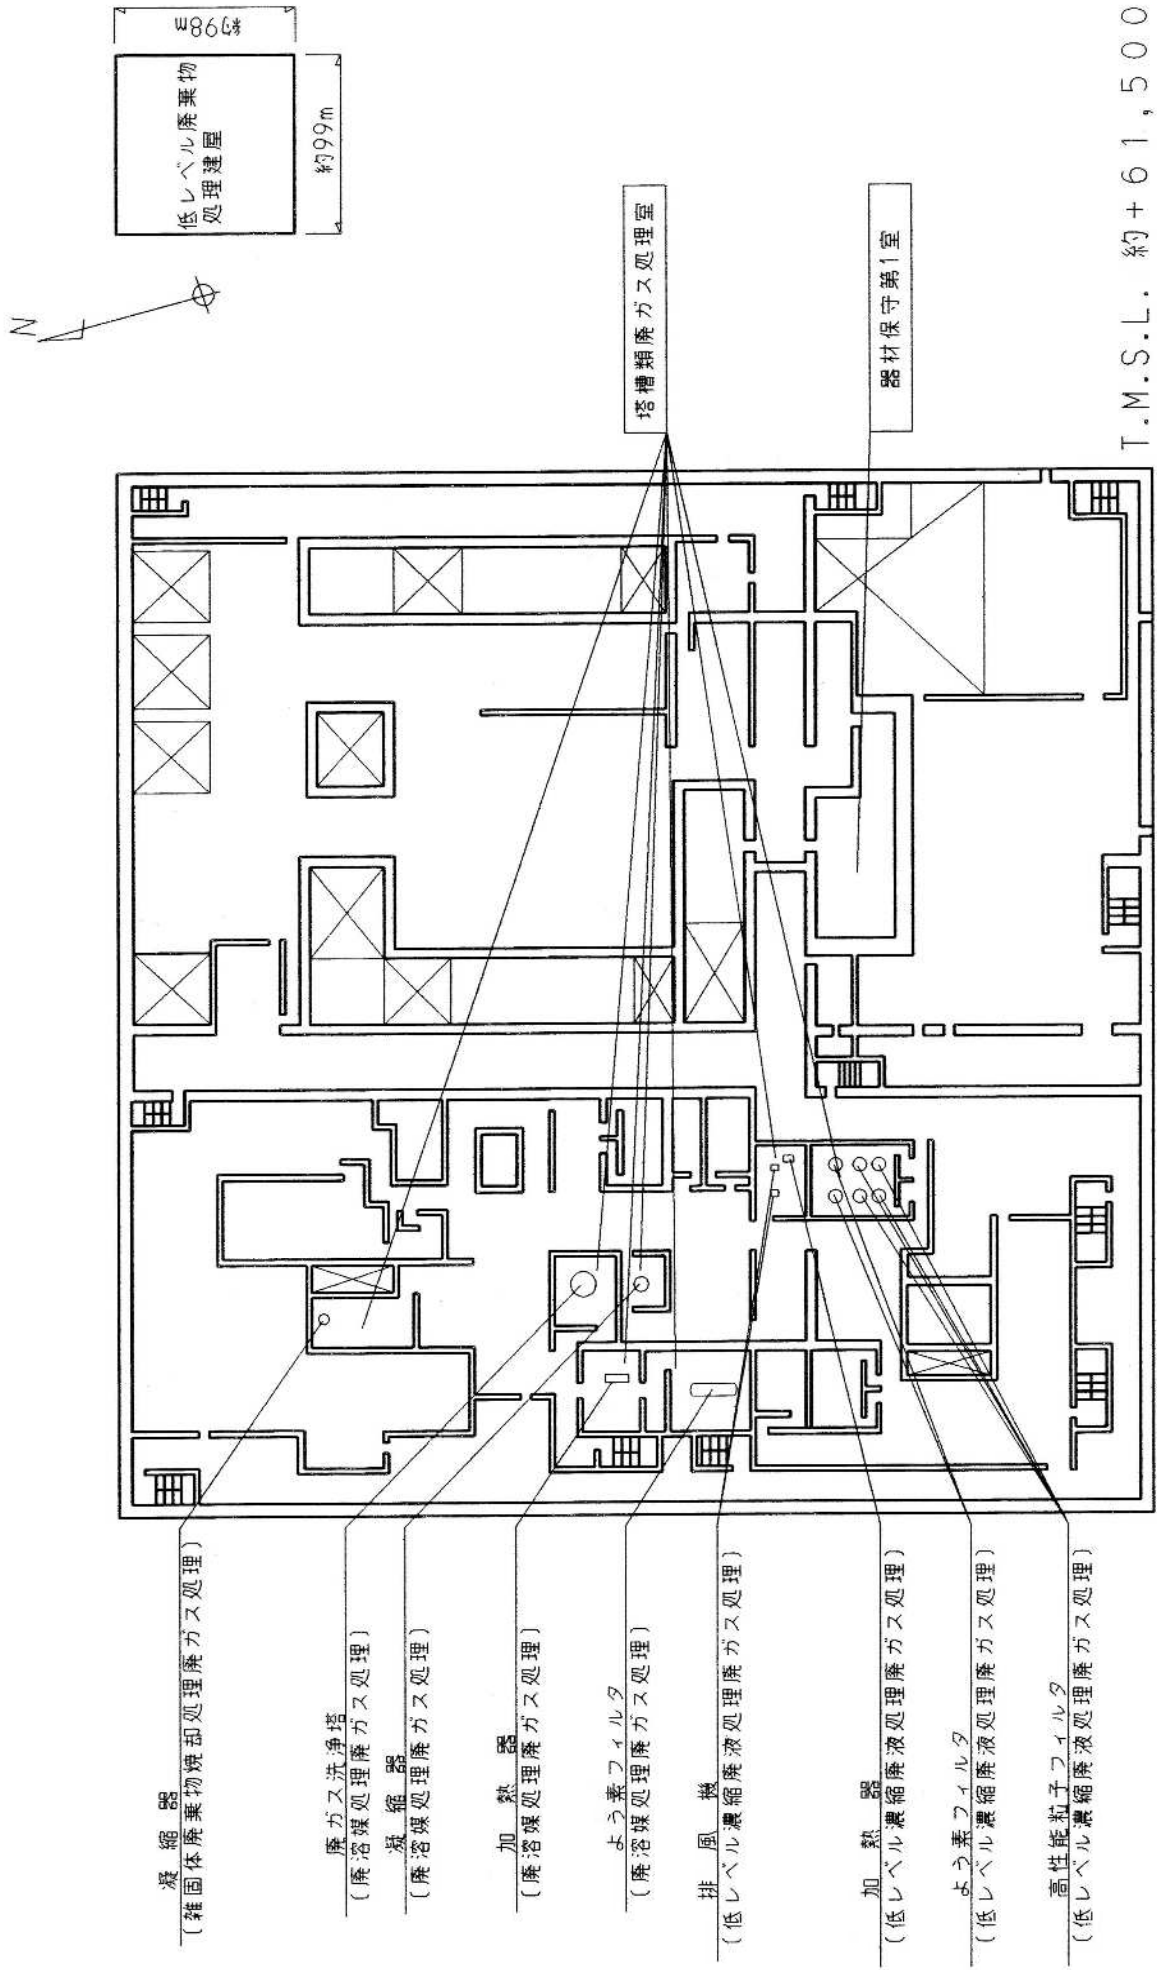 N
低レベル廃棄物
処理建屋
約98m
約99m
塔槽類廃ガス処理室
器材保守第1室
凝縮器
〔雑固体廃棄物焼却処理廃ガス処理〕
廃ガス洗浄塔
〔廃溶媒処理廃ガス処理〕
凝縮器
〔廃溶媒処理廃ガス処理〕
加熱器
〔廃溶媒処理廃ガス処理〕
よう素フィルタ
〔廃溶媒処理廃ガス処理〕
排風機
〔低レベル濃縮廃液処理廃ガス処理〕
加熱器
〔低レベル濃縮廃液処理廃ガス処理〕
よう素フィルタ
〔低レベル濃縮廃液処理廃ガス処理〕
高性能粒子フィルタ
〔低レベル濃縮廃液処理廃ガス処理〕
T.M.S.L. 約+61,500